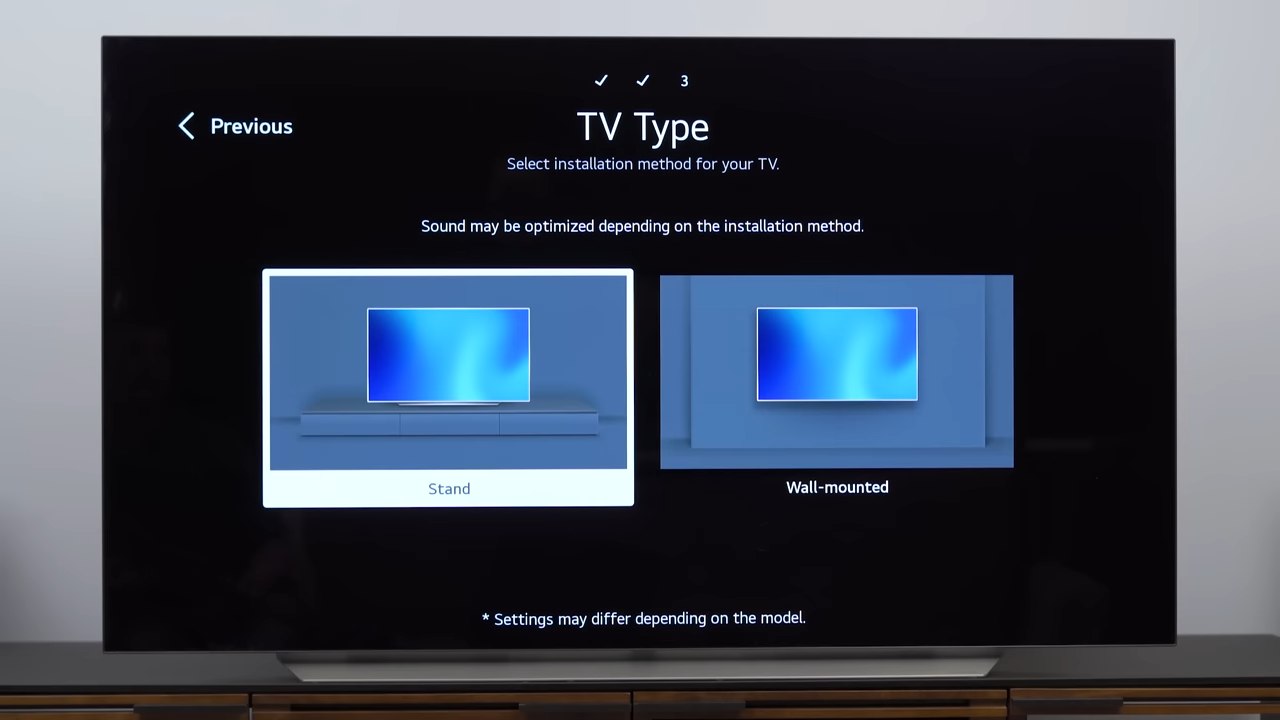 ✓ ✓ 3
Previous
TV Type
Select installation method for your TV.
Sound may be optimized depending on the installation method.
Stand
Wall-mounted
* Settings may differ depending on the model.